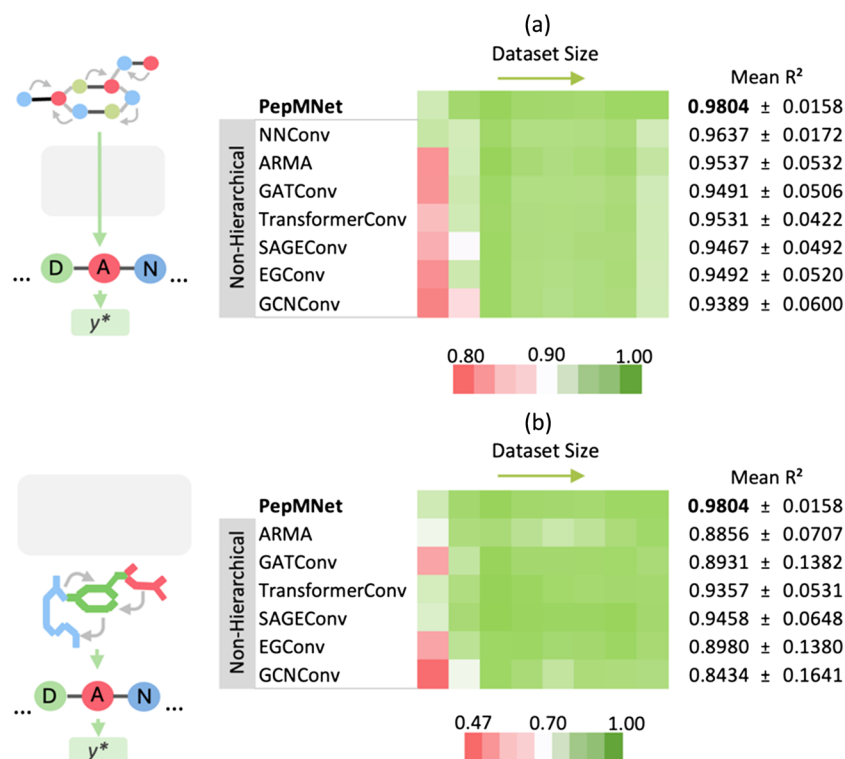 (a)
Dataset Size
Mean R²
PepMNet 0.9804 ± 0.0158
Non-Hierarchical
NNConv 0.9637 ± 0.0172
ARMA 0.9537 ± 0.0532
GATConv 0.9491 ± 0.0506
TransformerConv 0.9531 ± 0.0422
SAGEConv 0.9467 ± 0.0492
EGConv 0.9492 ± 0.0520
GCNConv 0.9389 ± 0.0600
... D A N ...
y*
0.80 0.90 1.00
(b)
Dataset Size
Mean R²
PepMNet 0.9804 ± 0.0158
Non-Hierarchical
ARMA 0.8856 ± 0.0707
GATConv 0.8931 ± 0.1382
TransformerConv 0.9357 ± 0.0531
SAGEConv 0.9458 ± 0.0648
EGConv 0.8980 ± 0.1380
GCNConv 0.8434 ± 0.1641
... D A N ...
y*
0.47 0.70 1.00